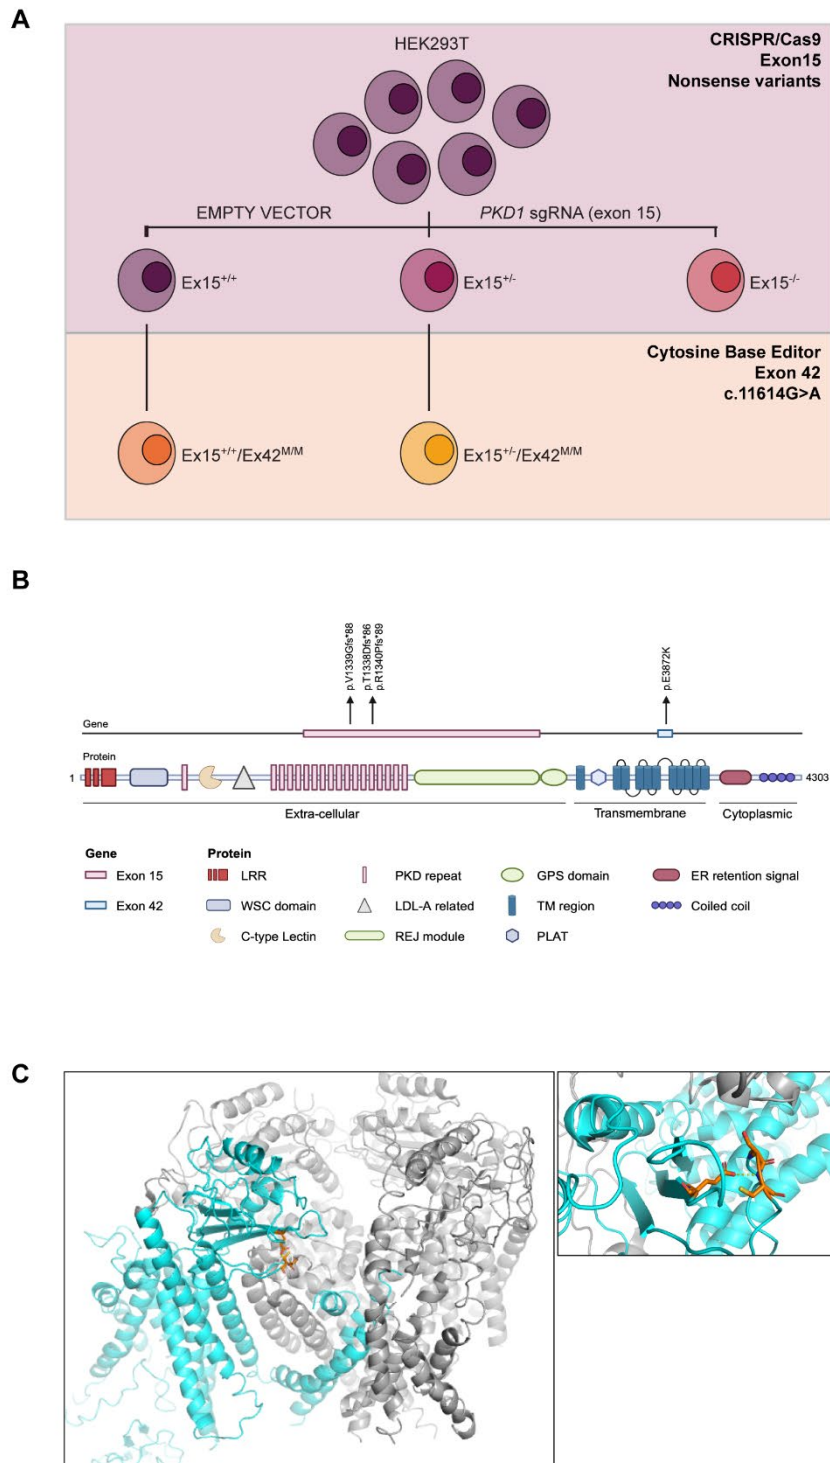 A
HEK293T
CRISPR/Cas9
Exon15
Nonsense variants
EMPTY VECTOR
PKD1 sgRNA (exon 15)
Ex15+/+
Ex15+/-
Ex15-/-
Cytosine Base Editor
Exon 42
c.11614G>A
Ex15+/+/Ex42M/M
Ex15+/-/Ex42M/M
B
p.V1339Gfs*88
p.T1338Dfs*86
p.R1340Pfs*89
p.E3872K
Gene
Protein
1
4303
Extra-cellular
Transmembrane
Cytoplasmic
Gene
Protein
Exon 15
LRR
PKD repeat
GPS domain
ER retention signal
Exon 42
WSC domain
LDL-A related
TM region
Coiled coil
C-type Lectin
REJ module
PLAT
C